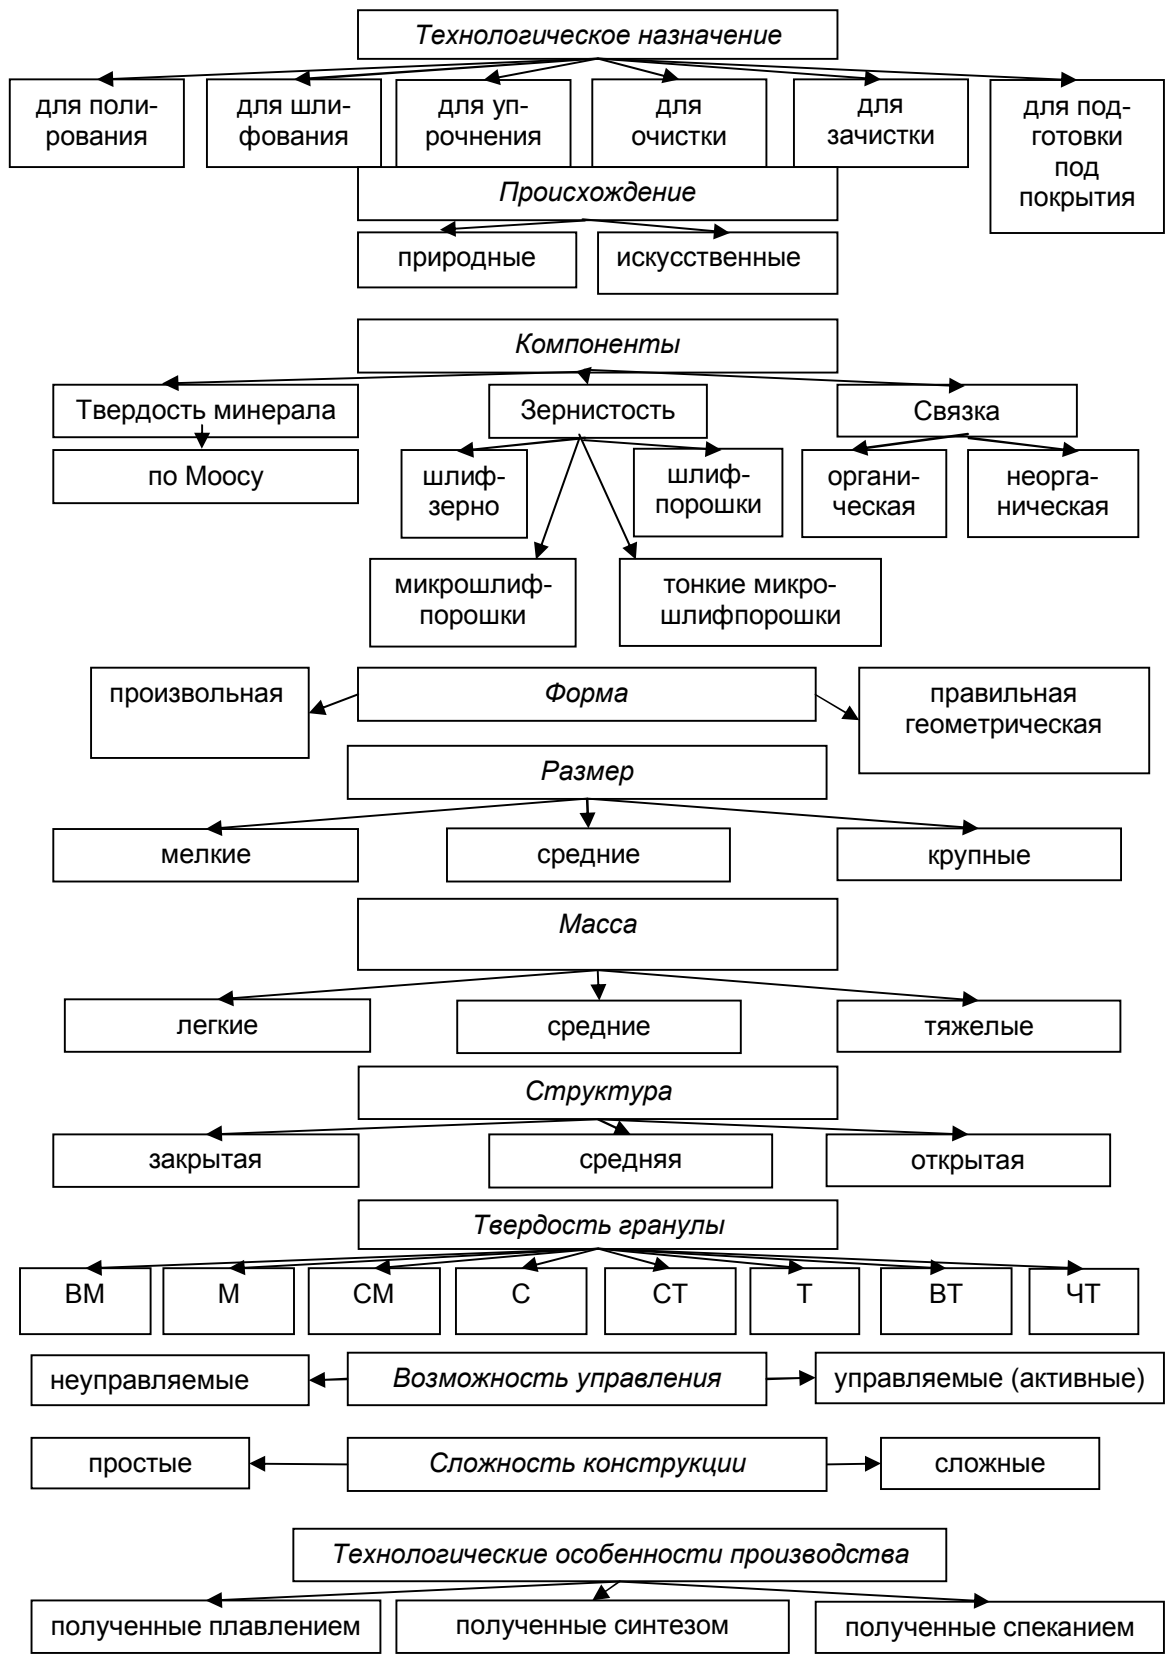 Технологическое назначение
для поли-
рования
для шли-
фования
для уп-
рочнения
для
очистки
для
зачистки
для под-
готовки
под
покрытия
Происхождение
природные
искусственные
Компоненты
Твердость минерала
Зернистость
Связка
по Моосу
шлиф-
зерно
шлиф-
порошки
органи-
ческая
неорга-
ническая
микрошлиф-
порошки
тонкие микро-
шлифпорошки
произвольная
Форма
правильная
геометрическая
Размер
мелкие
средние
крупные
Масса
легкие
средние
тяжелые
Структура
закрытая
средняя
открытая
Твердость гранулы
ВМ
М
СМ
С
СТ
Т
ВТ
ЧТ
неуправляемые
Возможность управления
управляемые (активные)
простые
Сложность конструкции
сложные
Технологические особенности производства
полученные плавлением
полученные синтезом
полученные спеканием